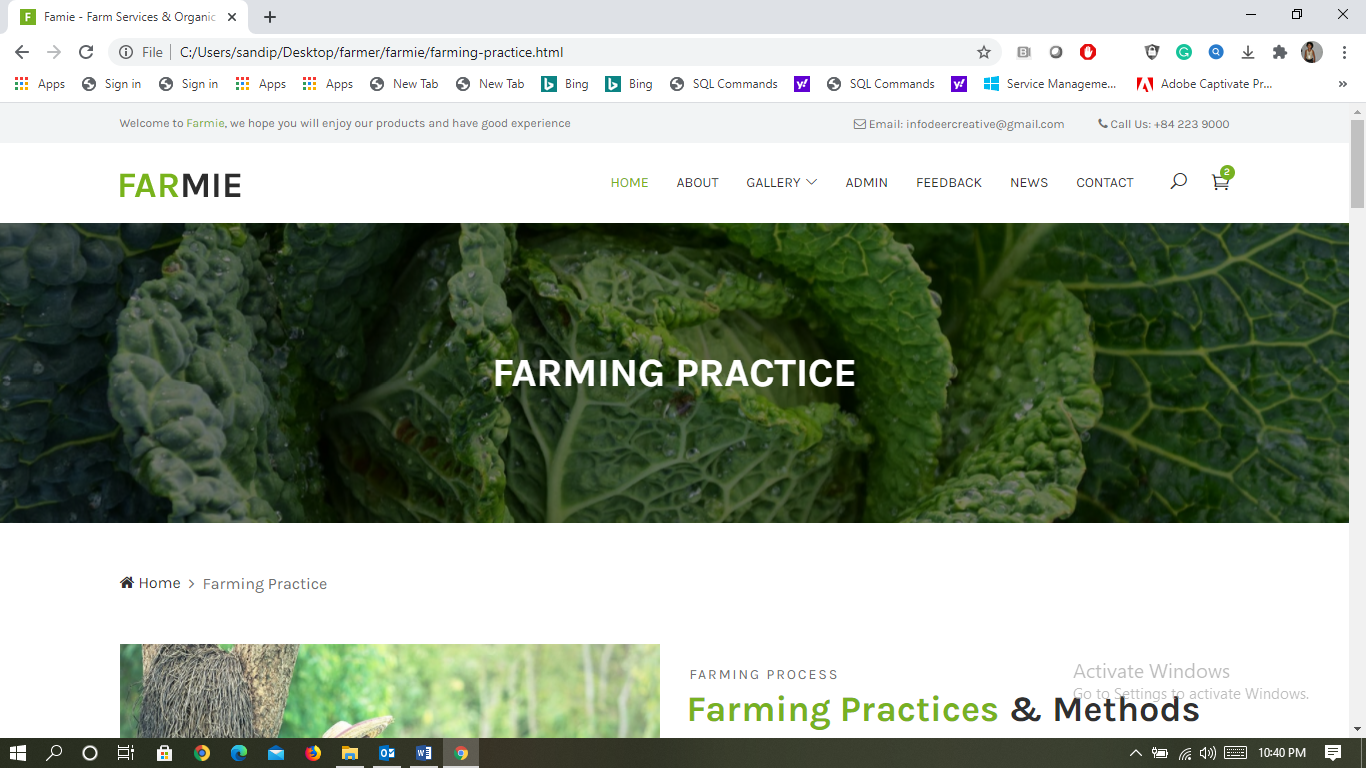 Famie - Farm Services & Organic
File C:/Users/sandip/Desktop/farmer/farmie/farming-practice.html
Apps Sign in Sign in Apps Apps New Tab New Tab Bing Bing SQL Commands SQL Commands Service Manageme... Adobe Captivate Pr... »
Welcome to Farmie, we hope you will enjoy our products and have good experience Email: infodeercreative@gmail.com Call Us: +84 223 9000
FARMIE HOME ABOUT GALLERY ADMIN FEEDBACK NEWS CONTACT 2
FARMING PRACTICE
Home > Farming Practice
FARMING PROCESS
Farming Practices & Methods
Activate Windows
Go to Settings to activate Windows.
10:40 PM